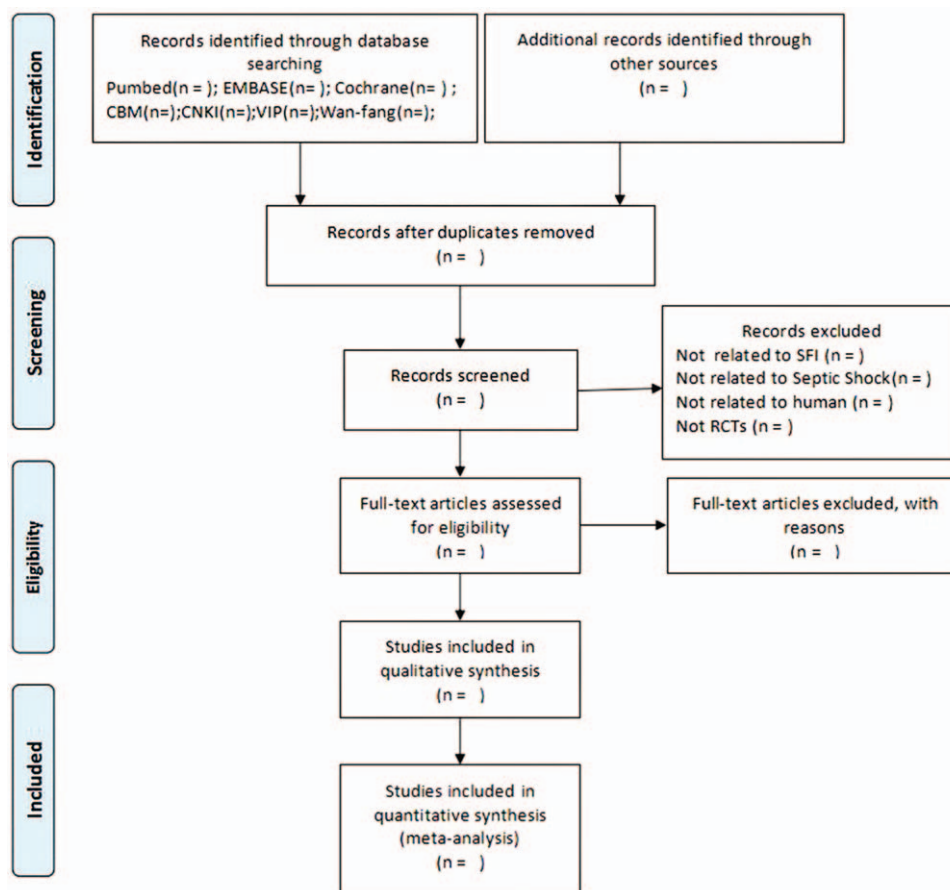 Identification
Records identified through database
searching
Pumbed(n = ); EMBASE(n= ); Cochrane(n= ) ;
CBM(n=);CNKI(n=);VIP(n=);Wan-fang(n=);
Additional records identified through
other sources
(n =   )
Records after duplicates removed
(n =   )
Screening
Records screened
(n =   )
Records excluded
Not  related to SFI (n = )
Not related to Septic Shock(n = )
Not related to human (n = )
Not RCTs (n = )
Eligibility
Full-text articles assessed
for eligibility
(n =   )
Full-text articles excluded, with
reasons
(n =   )
Studies included in
qualitative synthesis
(n =   )
Included
Studies included in
quantitative synthesis
(meta-analysis)
(n =   )